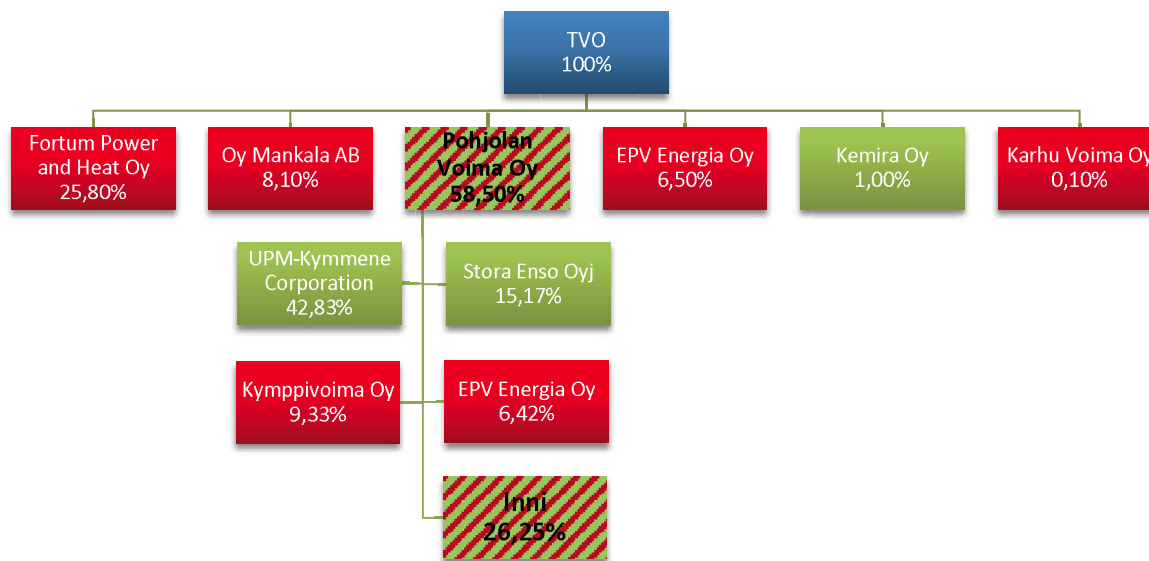 TVO
100%
Fortum Power
and Heat Oy
25,80%
Oy Mankala AB
8,10%
Pohjolan
Voima Oy
58,50%
EPV Energia Oy
6,50%
Kemira Oy
1,00%
Karhu Voima Oy
0,10%
UPM-Kymmene
Corporation
42,83%
Stora Enso Oyj
15,17%
Kymppivoima Oy
9,33%
EPV Energia Oy
6,42%
Inni
26,25%